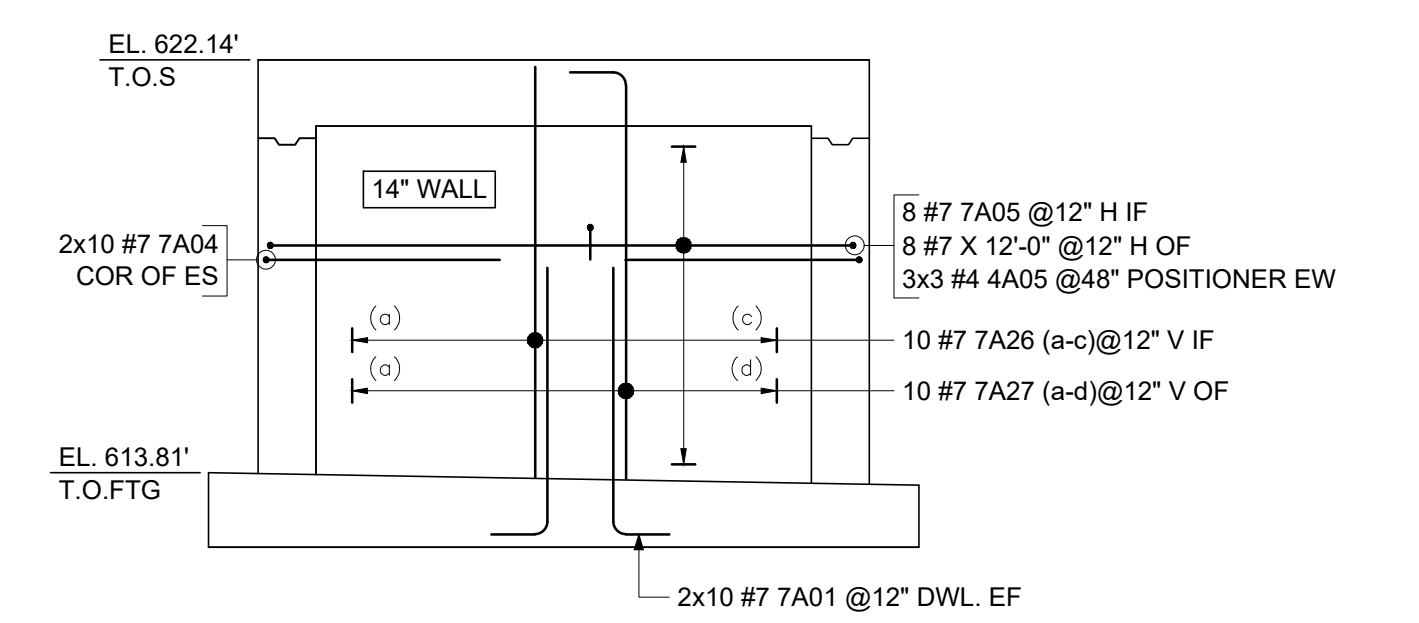 EL. 622.14'
T.O.S
14" WALL
2x10 #7 7A04
COR OF ES
8 #7 7A05 @12" H IF
8 #7 X 12'-0" @12" H OF
3x3 #4 4A05 @48" POSITIONER EW
(a)
(c)
10 #7 7A26 (a-c)@12" V IF
(a)
(d)
10 #7 7A27 (a-d)@12" V OF
EL. 613.81'
T.O.FTG
2x10 #7 7A01 @12" DWL. EF